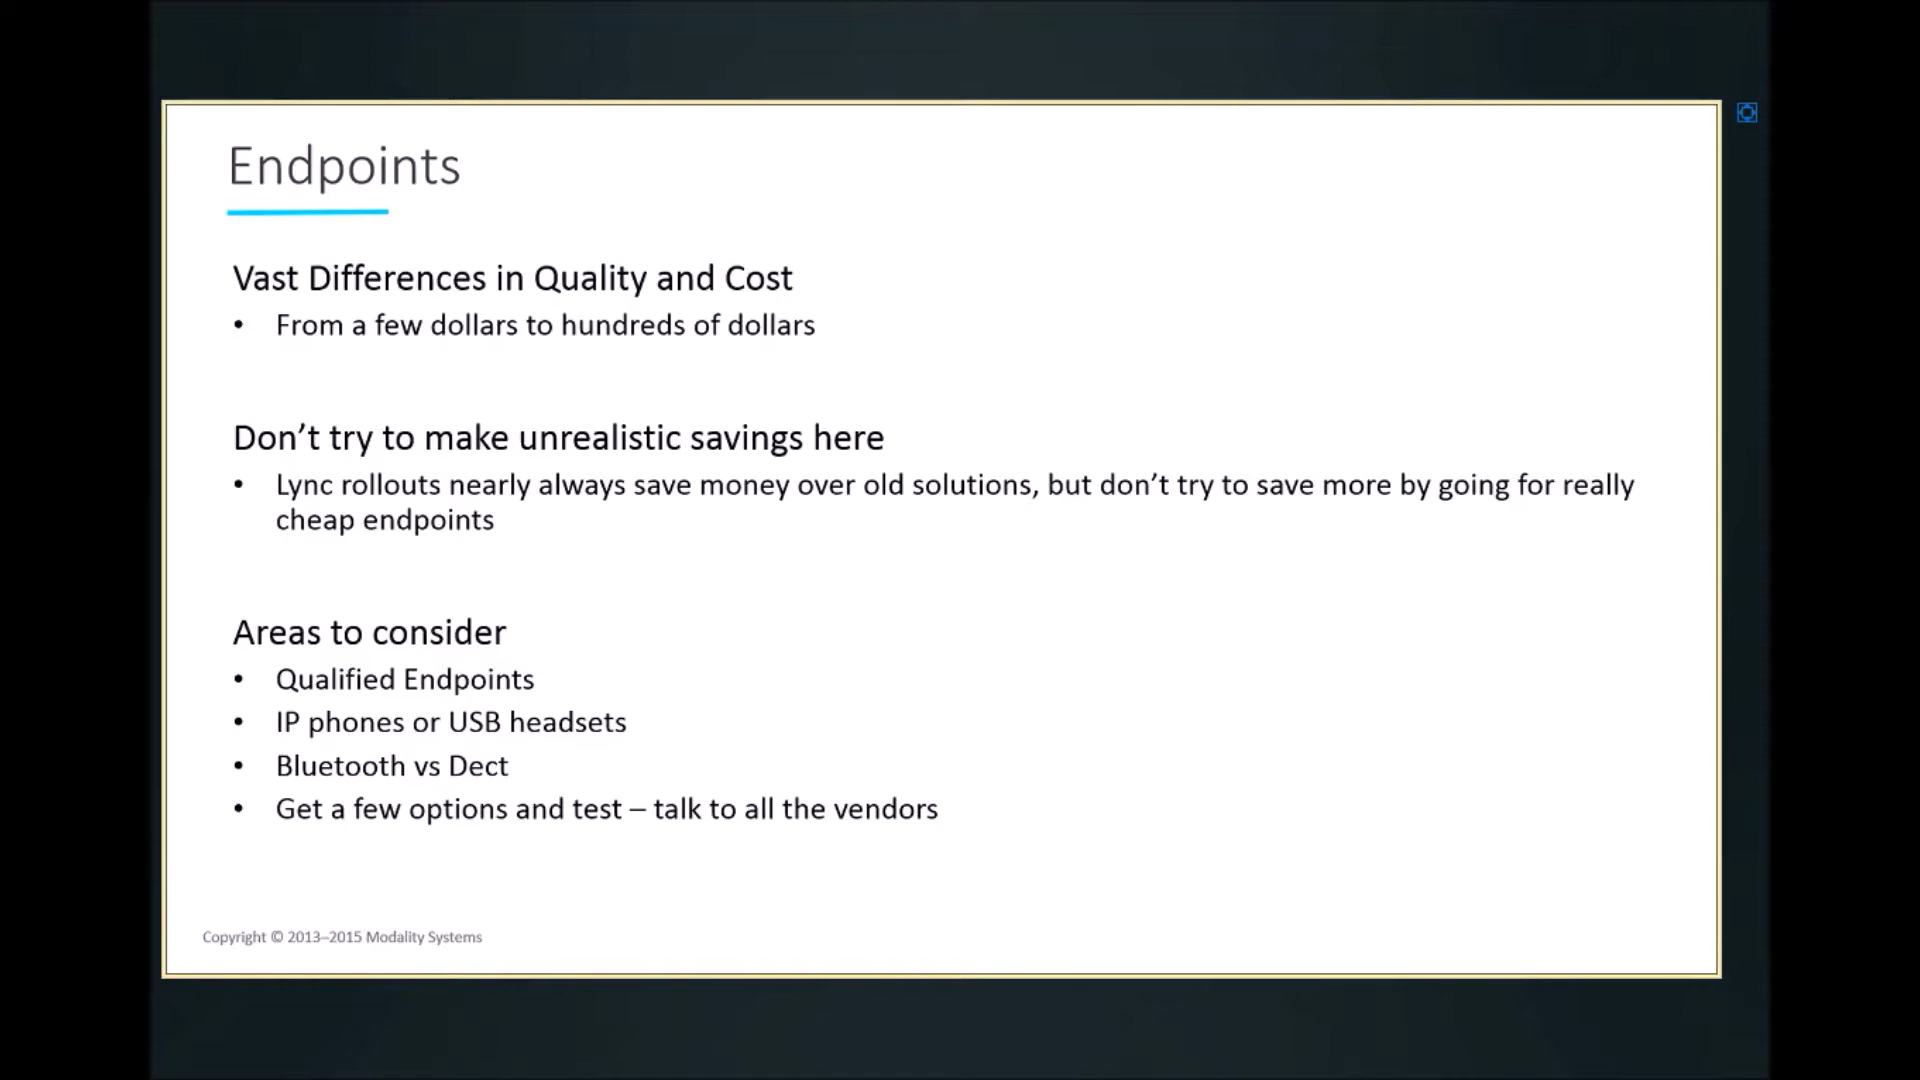 Endpoints
Vast Differences in Quality and Cost
• From a few dollars to hundreds of dollars
Don’t try to make unrealistic savings here
• Lync rollouts nearly always save money over old solutions, but don’t try to save more by going for really
cheap endpoints
Areas to consider
• Qualified Endpoints
• IP phones or USB headsets
• Bluetooth vs Dect
• Get a few options and test – talk to all the vendors
Copyright © 2013–2015 Modality Systems